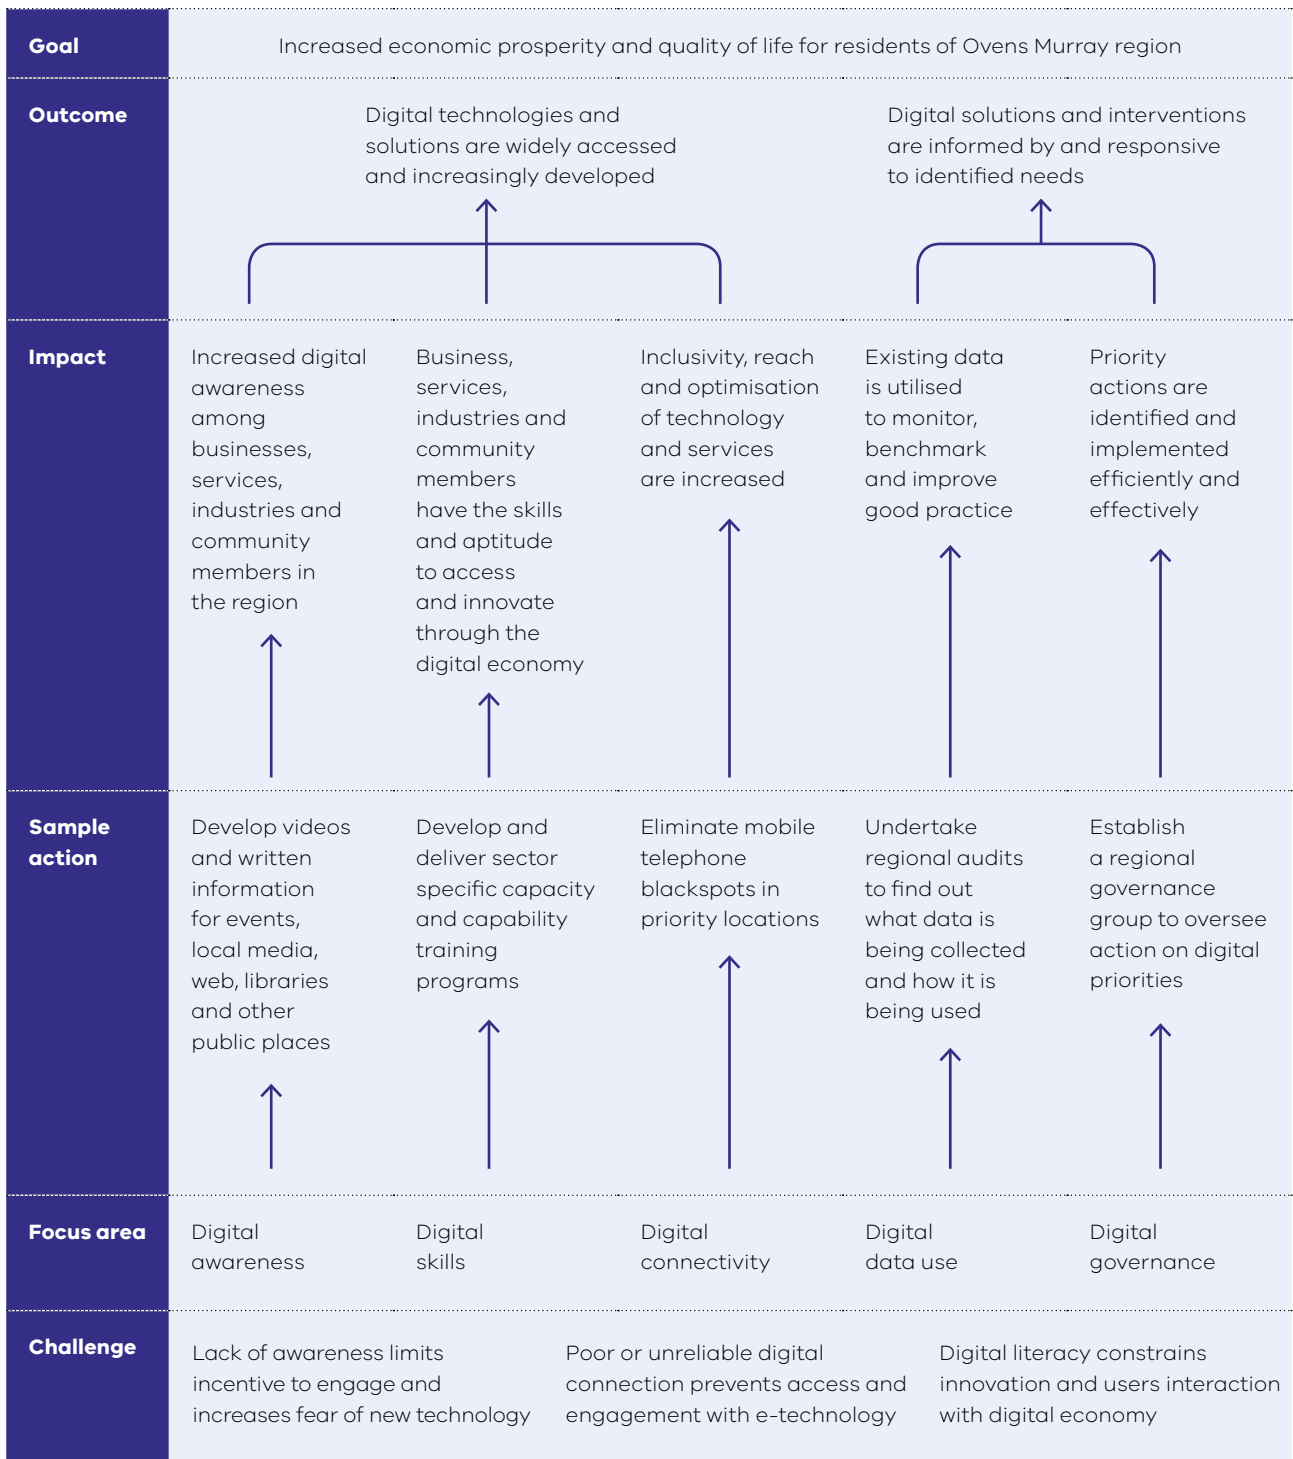 Goal
Increased economic prosperity and quality of life for residents of Ovens Murray region
Outcome
Digital technologies and
solutions are widely accessed
and increasingly developed
Digital solutions and interventions
are informed by and responsive
to identified needs
Impact
Increased digital
awareness
among
businesses,
services,
industries and
community
members in
the region
Business,
services,
industries and
community
members
have the skills
and aptitude
to access
and innovate
through the
digital economy
Inclusivity, reach
and optimisation
of technology
and services
are increased
Existing data
is utilised
to monitor,
benchmark
and improve
good practice
Priority
actions are
identified and
implemented
efficiently and
effectively
Sample
action
Develop videos
and written
information
for events,
local media,
web, libraries
and other
public places
Develop and
deliver sector
specific capacity
and capability
training
programs
Eliminate mobile
telephone
blackspots in
priority locations
Undertake
regional audits
to find out
what data is
being collected
and how it is
being used
Establish
a regional
governance
group to oversee
action on digital
priorities
Focus area
Digital
awareness
Digital
skills
Digital
connectivity
Digital
data use
Digital
governance
Challenge
Lack of awareness limits
incentive to engage and
increases fear of new technology
Poor or unreliable digital
connection prevents access and
engagement with e-technology
Digital literacy constrains
innovation and users interaction
with digital economy